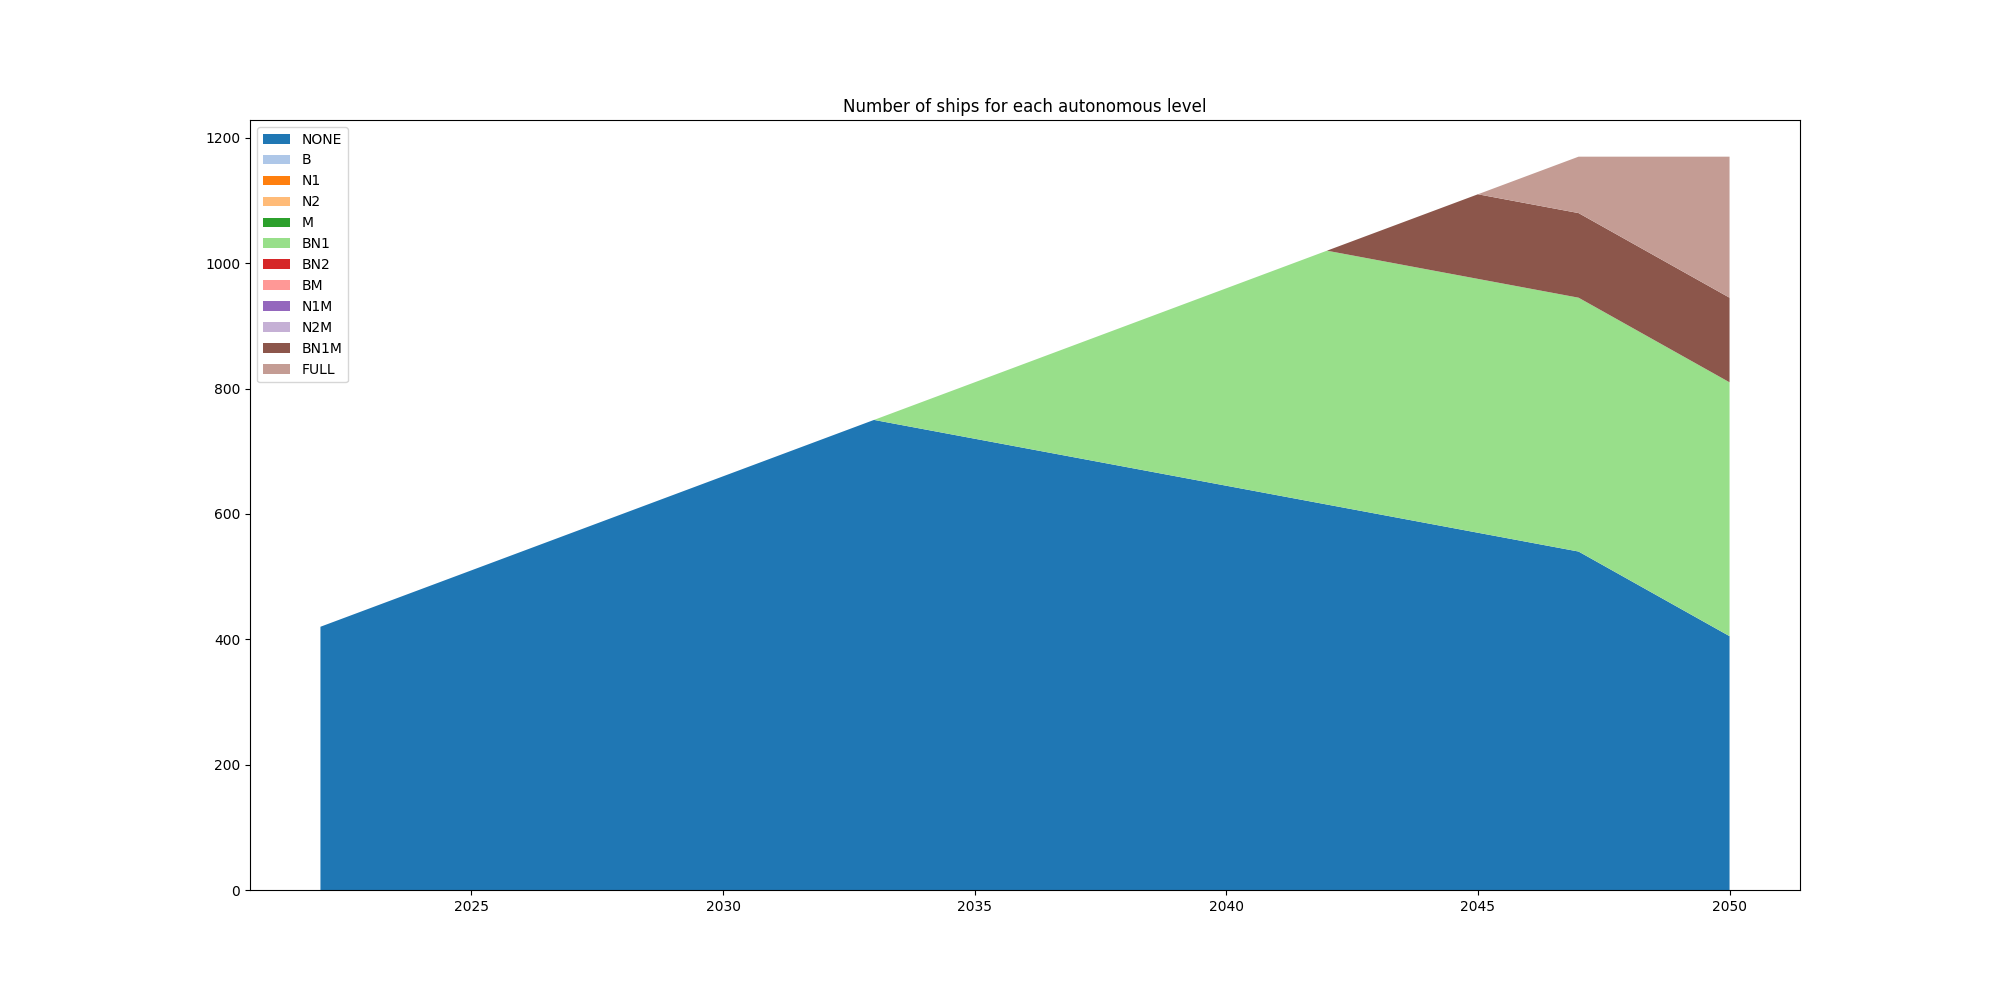 Number of ships for each autonomous level
1200
1000
800
600
400
200
0
NONE
B
N1
N2
M
BN1
BN2
BM
N1M
N2M
BN1M
FULL
2025
2030
2035
2040
2045
2050